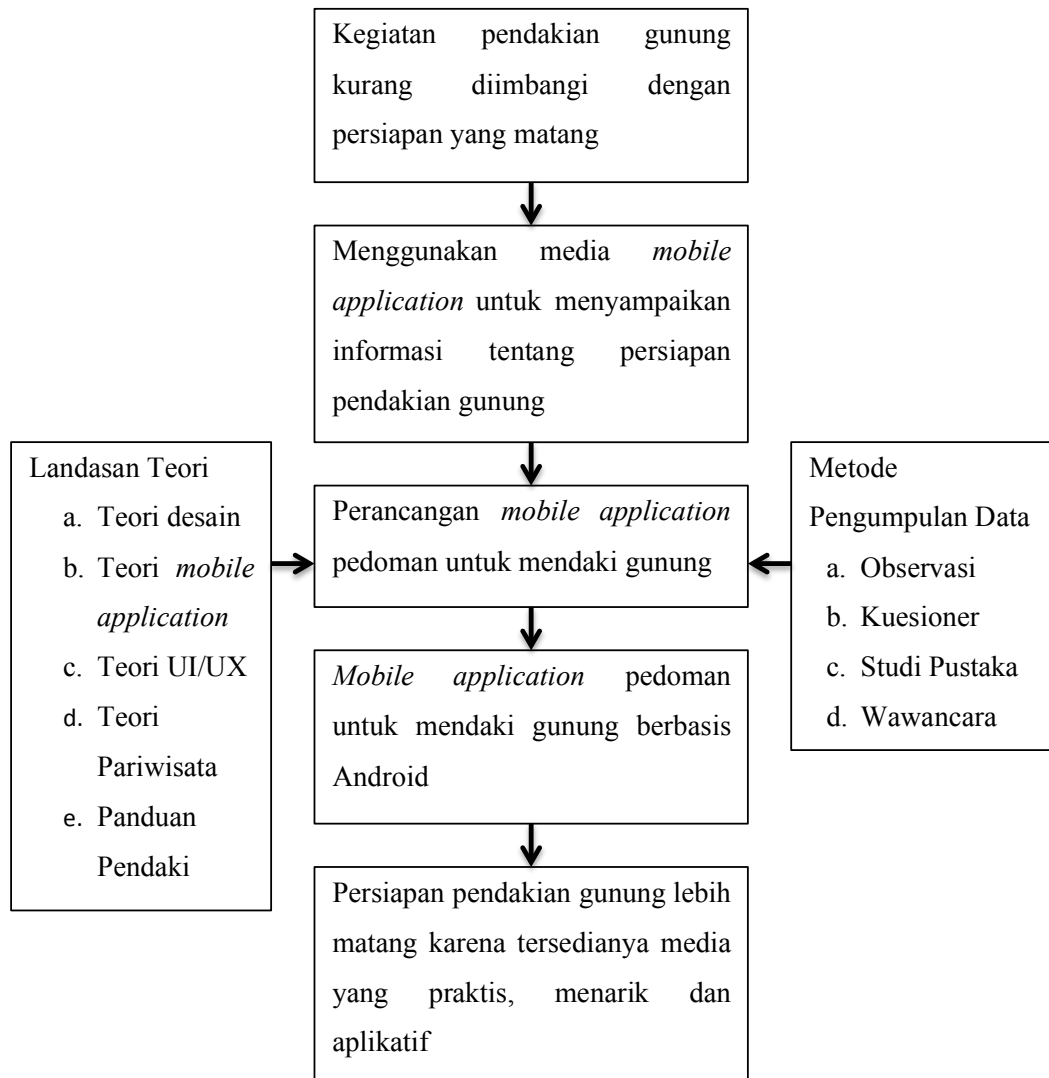 Kegiatan pendakian gunung
kurang diimbangi dengan
persiapan yang matang
Menggunakan media mobile
application untuk menyampaikan
informasi tentang persiapan
pendakian gunung
Landasan Teori
a. Teori desain
b. Teori mobile
application
c. Teori UI/UX
d. Teori
Pariwisata
e. Panduan
Pendaki
Perancangan mobile application
pedoman untuk mendaki gunung
Metode
Pengumpulan Data
a. Observasi
b. Kuesioner
c. Studi Pustaka
d. Wawancara
Mobile application pedoman
untuk mendaki gunung berbasis
Android
Persiapan pendakian gunung lebih
matang karena tersedianya media
yang praktis, menarik dan
aplikatif